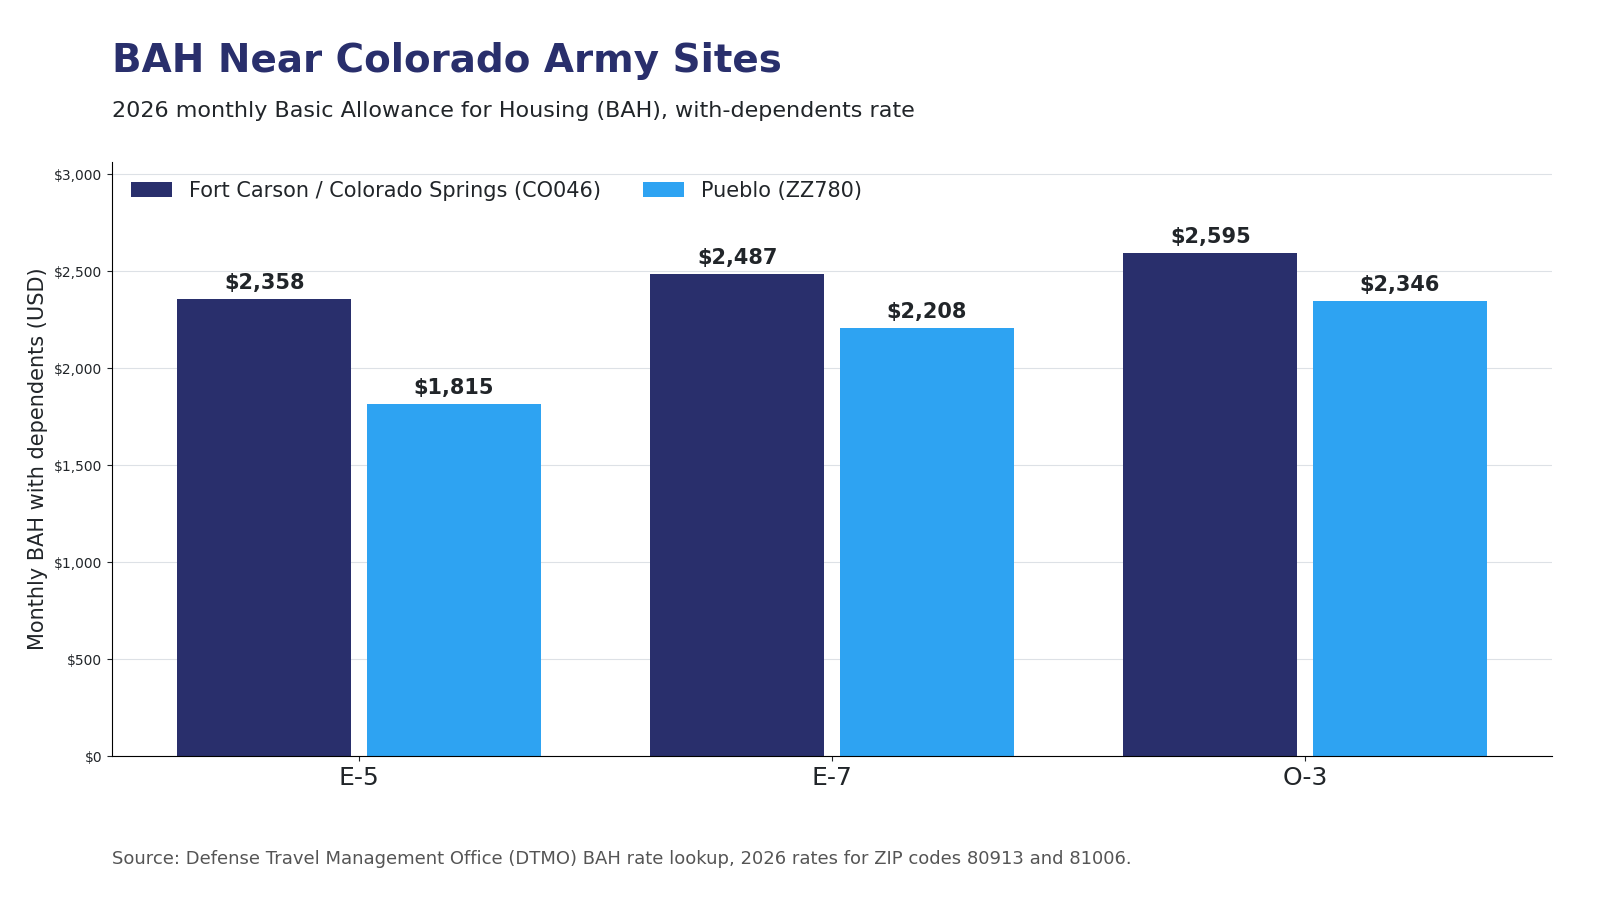 BAH Near Colorado Army Sites
2026 monthly Basic Allowance for Housing (BAH), with-dependents rate
Monthly BAH with dependents (USD)
$3,000
$2,500
$2,000
$1,500
$1,000
$500
$0
Fort Carson / Colorado Springs (CO046)
Pueblo (ZZ780)
$2,358
$1,815
$2,487
$2,208
$2,595
$2,346
E-5
E-7
O-3
Source: Defense Travel Management Office (DTMO) BAH rate lookup, 2026 rates for ZIP codes 80913 and 81006.